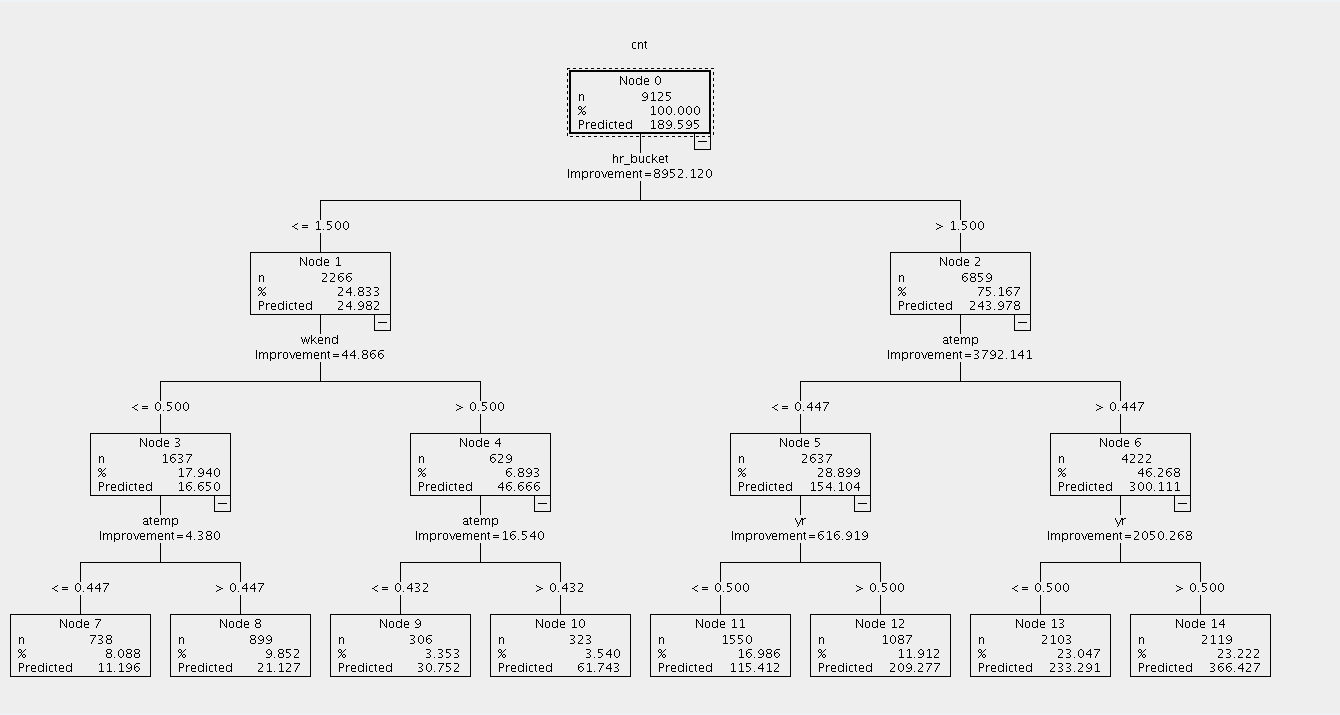 cnt
Node 0
n 9125
% 100.000
Predicted 189.595
hr_bucket
Improvement=8952.120
<= 1.500
> 1.500
Node 1
n 2266
% 24.833
Predicted 24.982
Node 2
n 6859
% 75.167
Predicted 243.978
wkend
Improvement=44.866
atemp
Improvement=3792.141
<= 0.500
> 0.500
<= 0.447
> 0.447
Node 3
n 1637
% 17.940
Predicted 16.650
Node 4
n 629
% 6.893
Predicted 46.666
Node 5
n 2637
% 28.899
Predicted 154.104
Node 6
n 4222
% 46.268
Predicted 300.111
atemp
Improvement=4.380
atemp
Improvement=16.540
yr
Improvement=616.919
yr
Improvement=2050.268
<= 0.447
> 0.447
<= 0.432
> 0.432
<= 0.500
> 0.500
<= 0.500
> 0.500
Node 7
n 738
% 8.088
Predicted 11.196
Node 8
n 899
% 9.852
Predicted 21.127
Node 9
n 306
% 3.353
Predicted 30.752
Node 10
n 323
% 3.540
Predicted 61.743
Node 11
n 1550
% 16.986
Predicted 115.412
Node 12
n 1087
% 11.912
Predicted 209.277
Node 13
n 2103
% 23.047
Predicted 233.291
Node 14
n 2119
% 23.222
Predicted 366.427